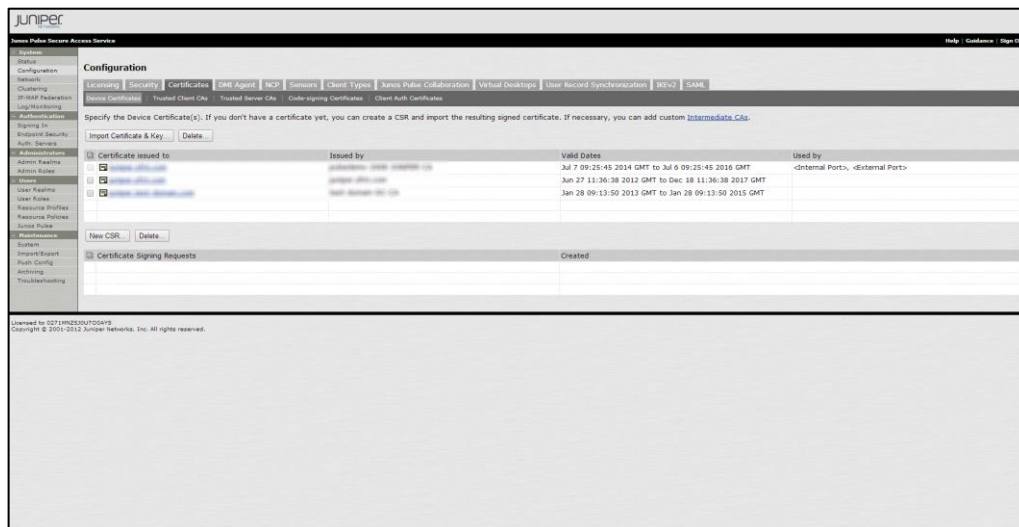 JUNIPER
NETWORKS
Junos Pulse Secure Access Service
Help | Guidance | Sign O
System
Status
Configuration
Network
Clustering
IF-MAP Federation
Log/Monitoring
Authentication
Signing In
Endpoint Security
Auth. Servers
Administrators
Admin Realms
Admin Roles
Users
User Realms
User Roles
Resource Profiles
Resource Policies
Junos Pulse
Maintenance
System
Import/Export
Push Config
Archiving
Troubleshooting
Configuration
Licensing Security Certificates DMI Agent NCP Sensors Client Types Junos Pulse Collaboration Virtual Desktops User Record Synchronization IKEv2 SAML
Device Certificates | Trusted Client CAs | Trusted Server CAs | Code-signing Certificates | Client Auth Certificates
Specify the Device Certificate(s). If you don't have a certificate yet, you can create a CSR and import the resulting signed certificate. If necessary, you can add custom Intermediate CAs.
Import Certificate & Key... Delete...
Certificate issued to Issued by Valid Dates Used by
Jul 7 09:25:45 2014 GMT to Jul 6 09:25:45 2016 GMT <Internal Port>, <External Port>
Jun 27 11:36:38 2012 GMT to Dec 18 11:36:38 2017 GMT
Jan 28 09:13:50 2013 GMT to Jan 28 09:13:50 2015 GMT
New CSR... Delete...
Certificate Signing Requests Created
Licensed to 0271MNZSJ0U7O0AYS
Copyright © 2001-2012 Juniper Networks, Inc. All rights reserved.